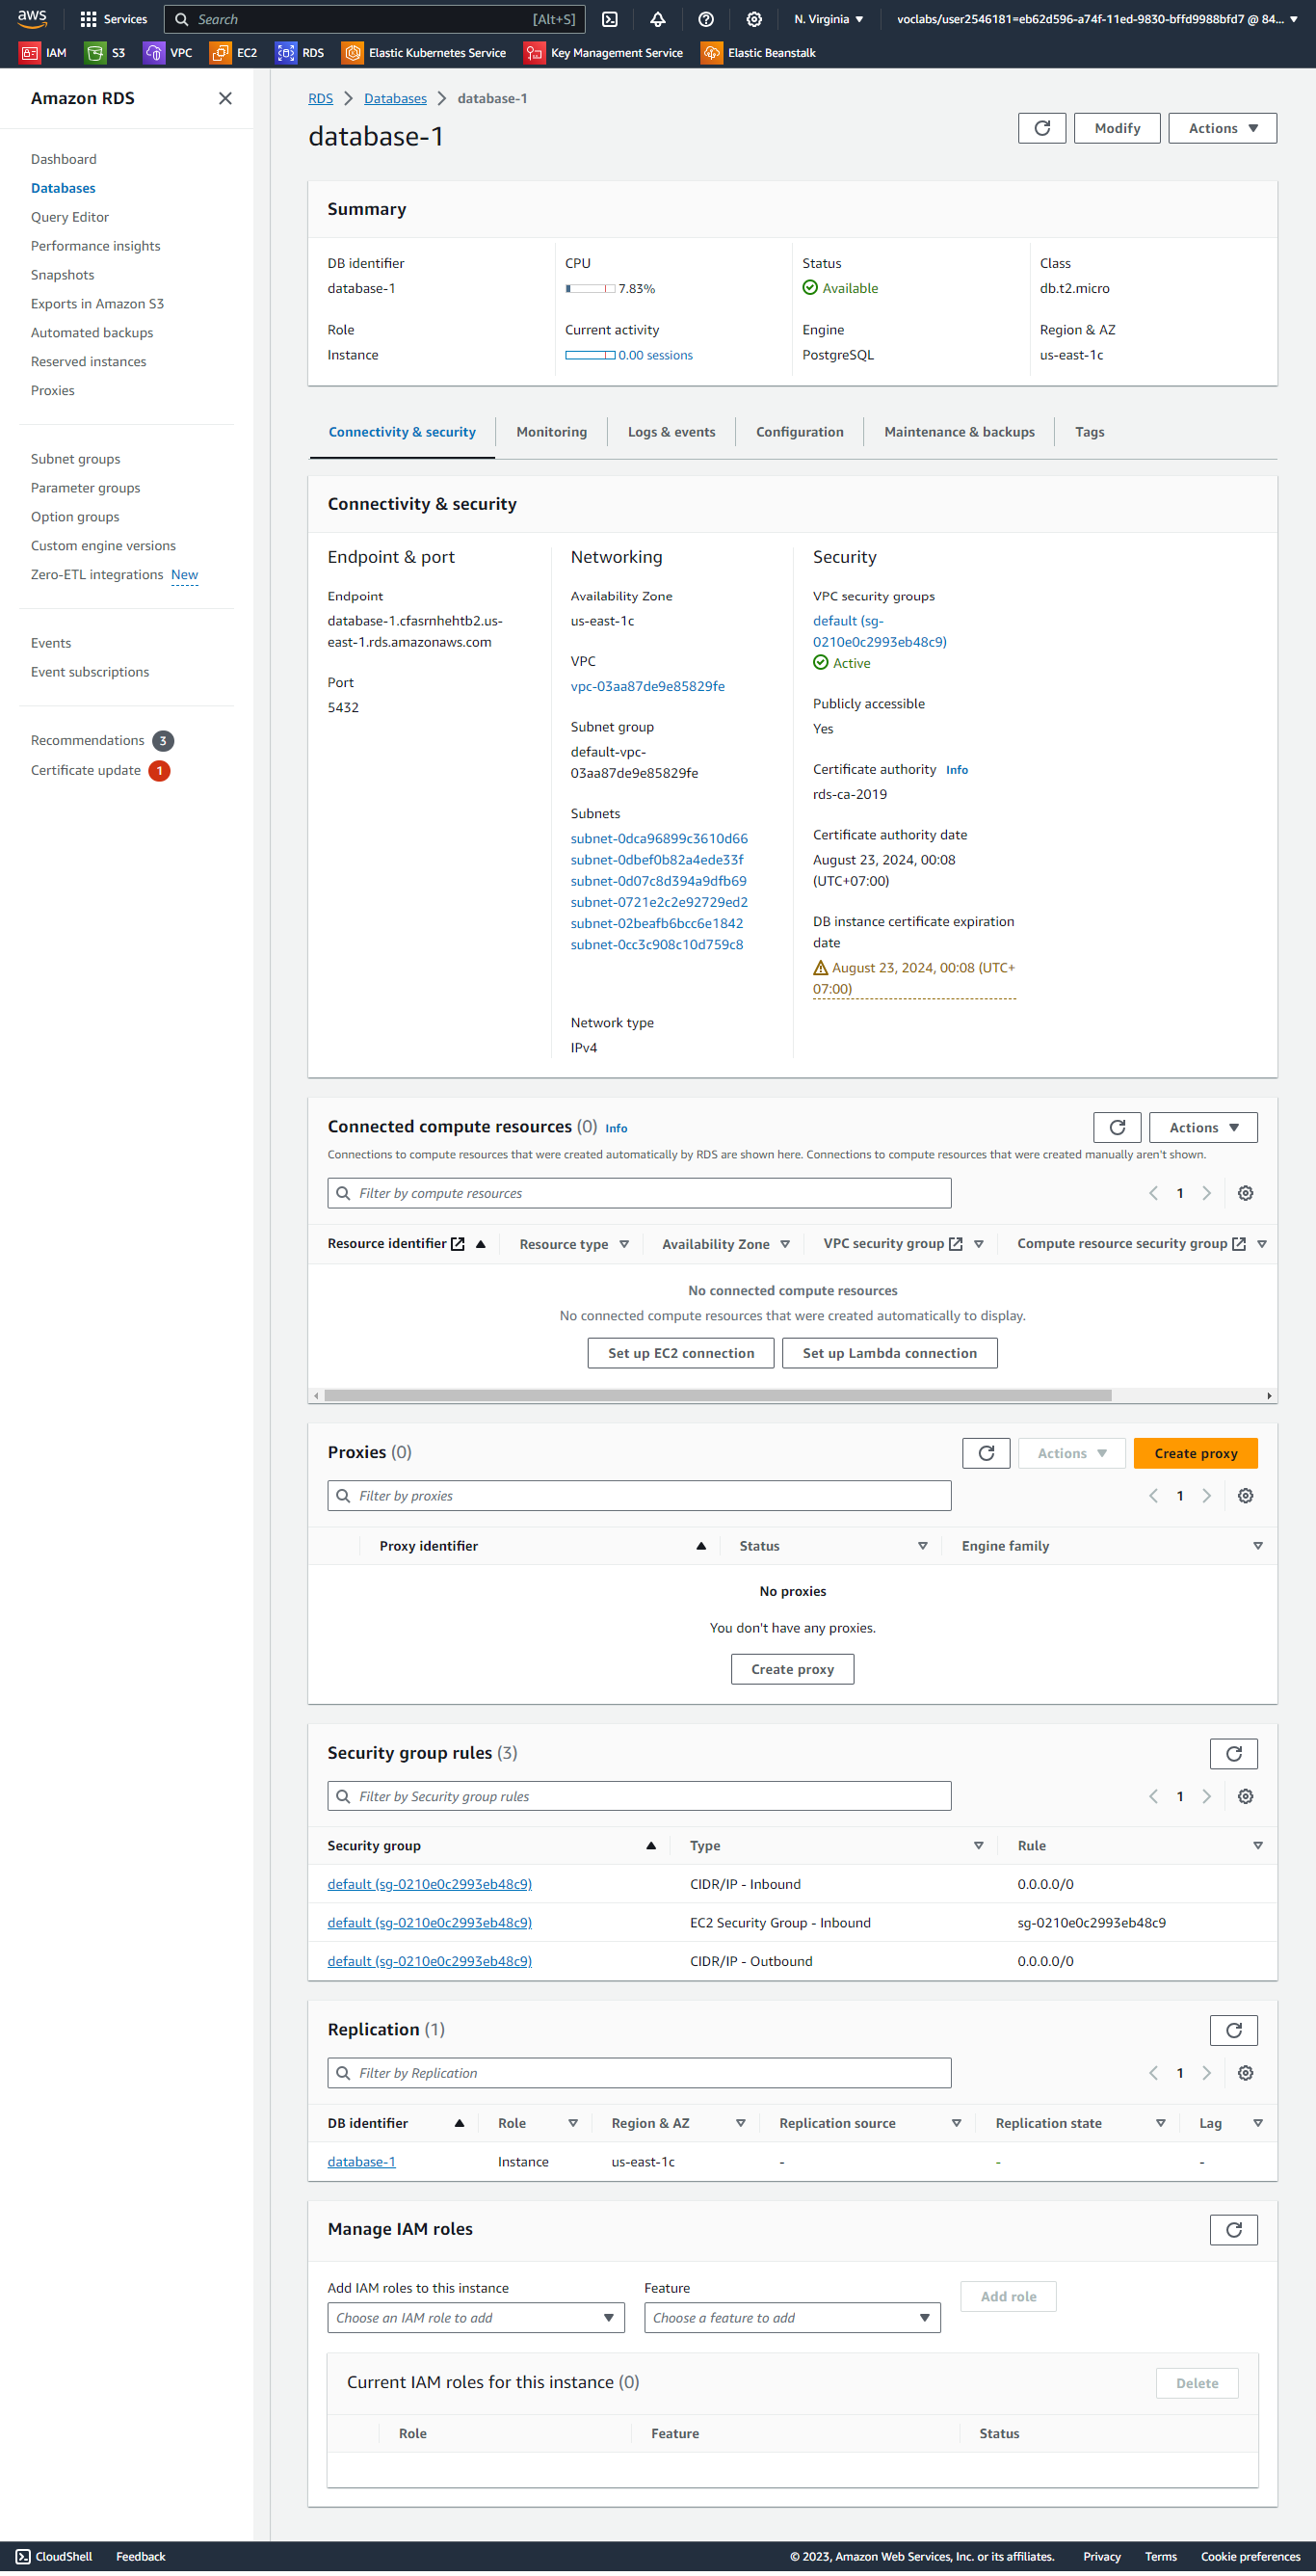 aws
Services
Search
[Alt+S]
N. Virginia
voclabs/user2546181=eb62d596-a74f-11ed-9830-bffd9988bfd7 @ 84...
IAM
S3
VPC
EC2
RDS
Elastic Kubernetes Service
Key Management Service
Elastic Beanstalk
Amazon RDS
Dashboard
Databases
Query Editor
Performance insights
Snapshots
Exports in Amazon S3
Automated backups
Reserved instances
Proxies
Subnet groups
Parameter groups
Option groups
Custom engine versions
Zero-ETL integrations New
Events
Event subscriptions
Recommendations 3
Certificate update 1
RDS
Databases
database-1
database-1
Modify
Actions
Summary
DB identifier
database-1
CPU
7.83%
Status
Available
Class
db.t2.micro
Role
Instance
Current activity
0.00 sessions
Engine
PostgreSQL
Region & AZ
us-east-1c
Connectivity & security
Monitoring
Logs & events
Configuration
Maintenance & backups
Tags
Connectivity & security
Endpoint & port
Endpoint
database-1.cfasrnhehtb2.us-
east-1.rds.amazonaws.com
Port
5432
Networking
Availability Zone
us-east-1c
VPC
vpc-03aa87de9e85829fe
Subnet group
default-vpc-
03aa87de9e85829fe
Subnets
subnet-0dca96899c3610d66
subnet-0dbef0b82a4ede33f
subnet-0d07c8d394a9dfb69
subnet-0721e2c2e92729ed2
subnet-02beafb6bcc6e1842
subnet-0cc3c908c10d759c8
Network type
IPv4
Security
VPC security groups
default (sg-
0210e0c2993eb48c9)
Active
Publicly accessible
Yes
Certificate authority Info
rds-ca-2019
Certificate authority date
August 23, 2024, 00:08
(UTC+07:00)
DB instance certificate expiration
date
August 23, 2024, 00:08 (UTC+
07:00)
Connected compute resources (0) Info
Actions
Connections to compute resources that were created automatically by RDS are shown here. Connections to compute resources that were created manually aren't shown.
Filter by compute resources
1
Resource identifier
Resource type
Availability Zone
VPC security group
Compute resource security group
No connected compute resources
No connected compute resources that were created automatically to display.
Set up EC2 connection
Set up Lambda connection
Proxies (0)
Actions
Create proxy
Filter by proxies
1
Proxy identifier
Status
Engine family
No proxies
You don't have any proxies.
Create proxy
Security group rules (3)
Filter by Security group rules
1
Security group
Type
Rule
default (sg-0210e0c2993eb48c9)
CIDR/IP - Inbound
0.0.0.0/0
default (sg-0210e0c2993eb48c9)
EC2 Security Group - Inbound
sg-0210e0c2993eb48c9
default (sg-0210e0c2993eb48c9)
CIDR/IP - Outbound
0.0.0.0/0
Replication (1)
Filter by Replication
1
DB identifier
Role
Region & AZ
Replication source
Replication state
Lag
database-1
Instance
us-east-1c
-
-
-
Manage IAM roles
Add IAM roles to this instance
Choose an IAM role to add
Feature
Choose a feature to add
Add role
Current IAM roles for this instance (0)
Delete
Role
Feature
Status
CloudShell
Feedback
© 2023, Amazon Web Services, Inc. or its affiliates.
Privacy
Terms
Cookie preferences